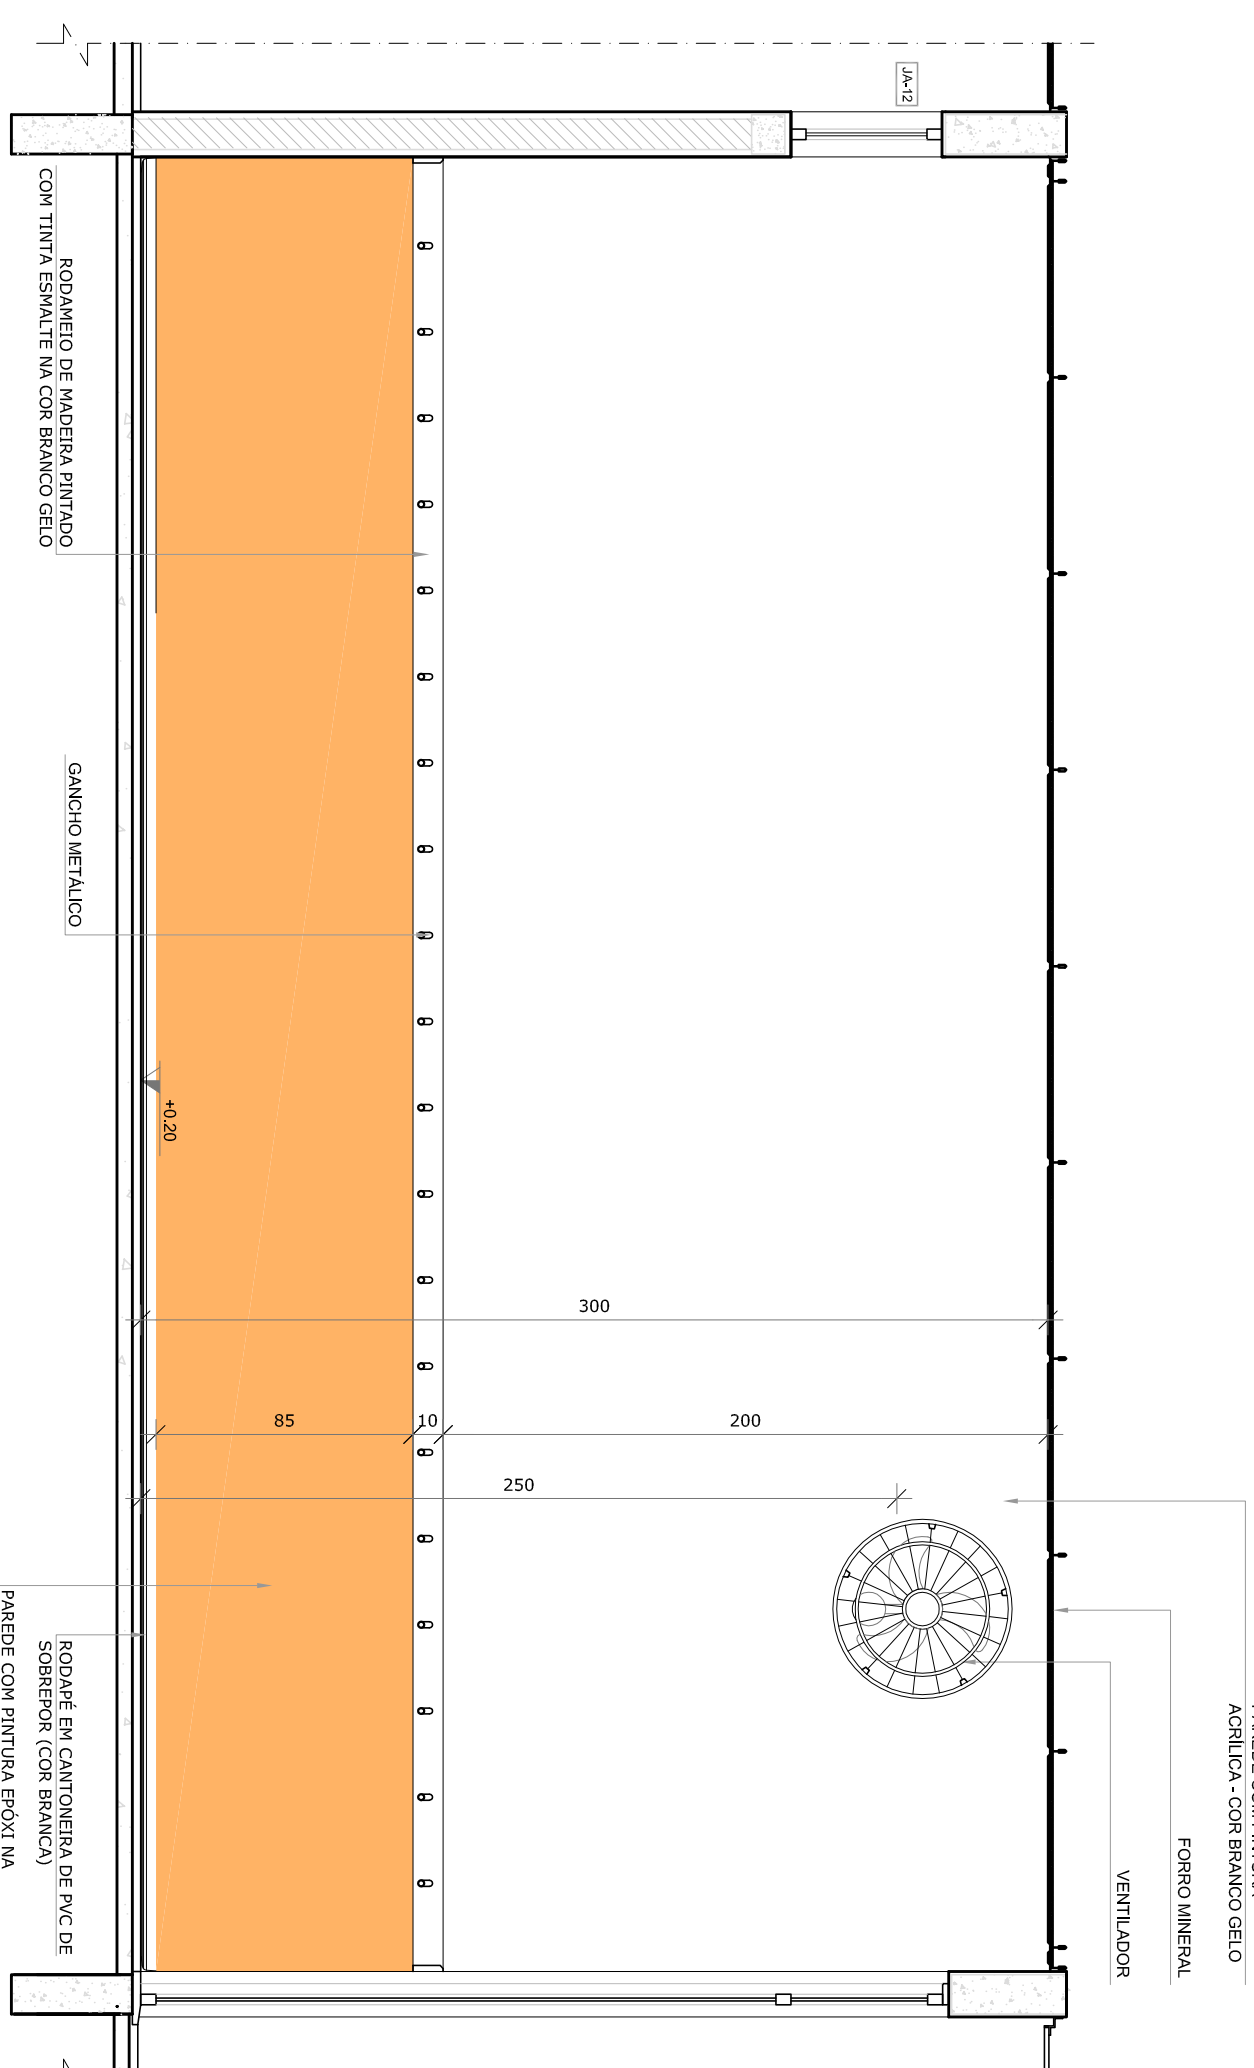 JA-12
RODAMEIO DE MADEIRA PINTADO
COM TINTA ESMALTE NA COR BRANCO GELO
GANCHO METÁLICO
+0.20
300
85
10
200
250
ACRÍLICA - COR BRANCO GELO
FORRO MINERAL
VENTILADOR
RODAPÉ EM CANTONEIRA DE PVC DE
SOBREPOR (COR BRANCA)
PAREDE COM PINTURA EPÓXI NA